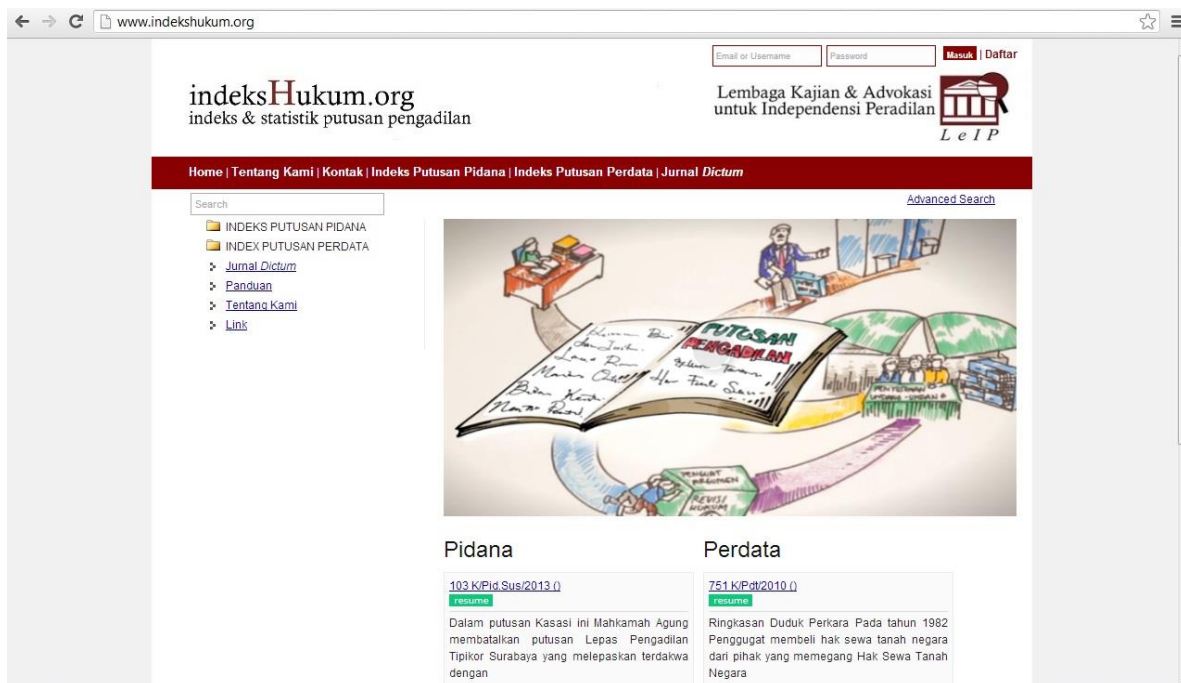 www.indekshukum.org
Email or Username
Password
Masuk | Daftar
indeksHukum.org
indeks & statistik putusan pengadilan
Lembaga Kajian & Advokasi
untuk Independensi Peradilan
LeIP
Home | Tentang Kami | Kontak | Indeks Putusan Pidana | Indeks Putusan Perdata | Jurnal Dictum
Search
Advanced Search
INDEKS PUTUSAN PIDANA
INDEX PUTUSAN PERDATA
Jurnal Dictum
Panduan
Tentang Kami
Link
PUTUSAN
PENGADILAN
PENGUAT
ARGUMEN
REVISI
HUKUM
Pidana
103 K/Pid.Sus/2013 ()
resume
Dalam putusan Kasasi ini Mahkamah Agung
membatalkan putusan Lepas Pengadilan
Tipikor Surabaya yang melepaskan terdakwa
dengan
Perdata
751 K/Pdt/2010 ()
resume
Ringkasan Duduk Perkara Pada tahun 1982
Penggugat membeli hak sewa tanah negara
dari pihak yang memegang Hak Sewa Tanah
Negara